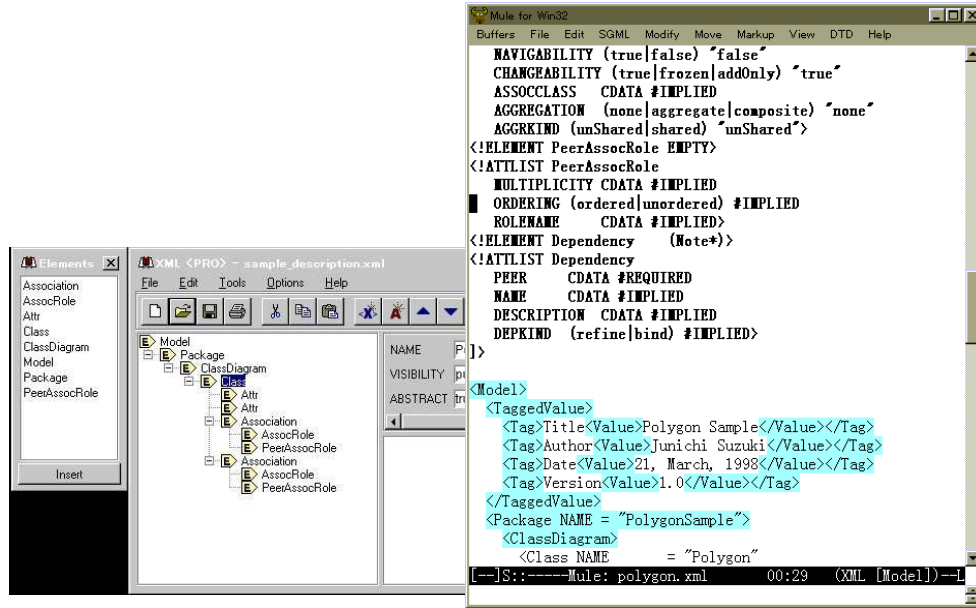 Elements
Association
AssocRole
Attr
Class
ClassDiagram
Model
Package
PeerAssocRole
Insert
XML <PRO> - sample_description.xml
File Edit Tools Options Help
Model
Package
ClassDiagram
Class
Attr
Attr
Association
AssocRole
PeerAssocRole
Association
AssocRole
PeerAssocRole
NAME
VISIBILITY
ABSTRACT
Mule for Win32
Buffers File Edit SGML Modify Move Markup View DTD Help
NAVIGABILITY (true|false) "false"
CHANGEABILITY (true|frozen|addOnly) "true"
ASSOCCLASS CDATA #IMPLIED
AGGREGATION (none|aggregate|composite) "none"
AGGRKIND (unShared|shared) "unShared">
<!ELEMENT PeerAssocRole EMPTY>
<!ATTLIST PeerAssocRole
MULTIPLICITY CDATA #IMPLIED
ORDERING (ordered|unordered) #IMPLIED
ROLENAME CDATA #IMPLIED>
<!ELEMENT Dependency (Note*)>
<!ATTLIST Dependency
PEER CDATA #REQUIRED
NAME CDATA #IMPLIED
DESCRIPTION CDATA #IMPLIED
DEPKIND (refine|bind) #IMPLIED>
]>
<Model>
<TaggedValue>
<Tag>Title<Value>Polygon Sample</Value></Tag>
<Tag>Author<Value>Junichi Suzuki</Value></Tag>
<Tag>Date<Value>21, March, 1998</Value></Tag>
<Tag>Version<Value>1.0</Value></Tag>
</TaggedValue>
<Package NAME = "PolygonSample">
<ClassDiagram>
<Class NAME = "Polygon"
[--]S::-----Mule: polygon.xml 00:29 (XML [Model])--L